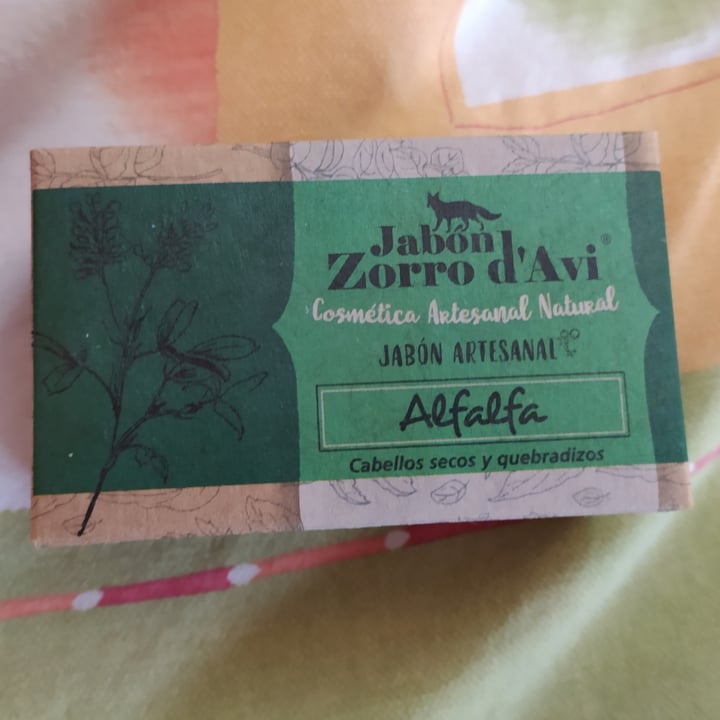 Jabón
Zorro d'Avi®
Cosmética Artesanal Natural
JABÓN ARTESANAL
Alfalfa
Cabellos secos y quebradizos